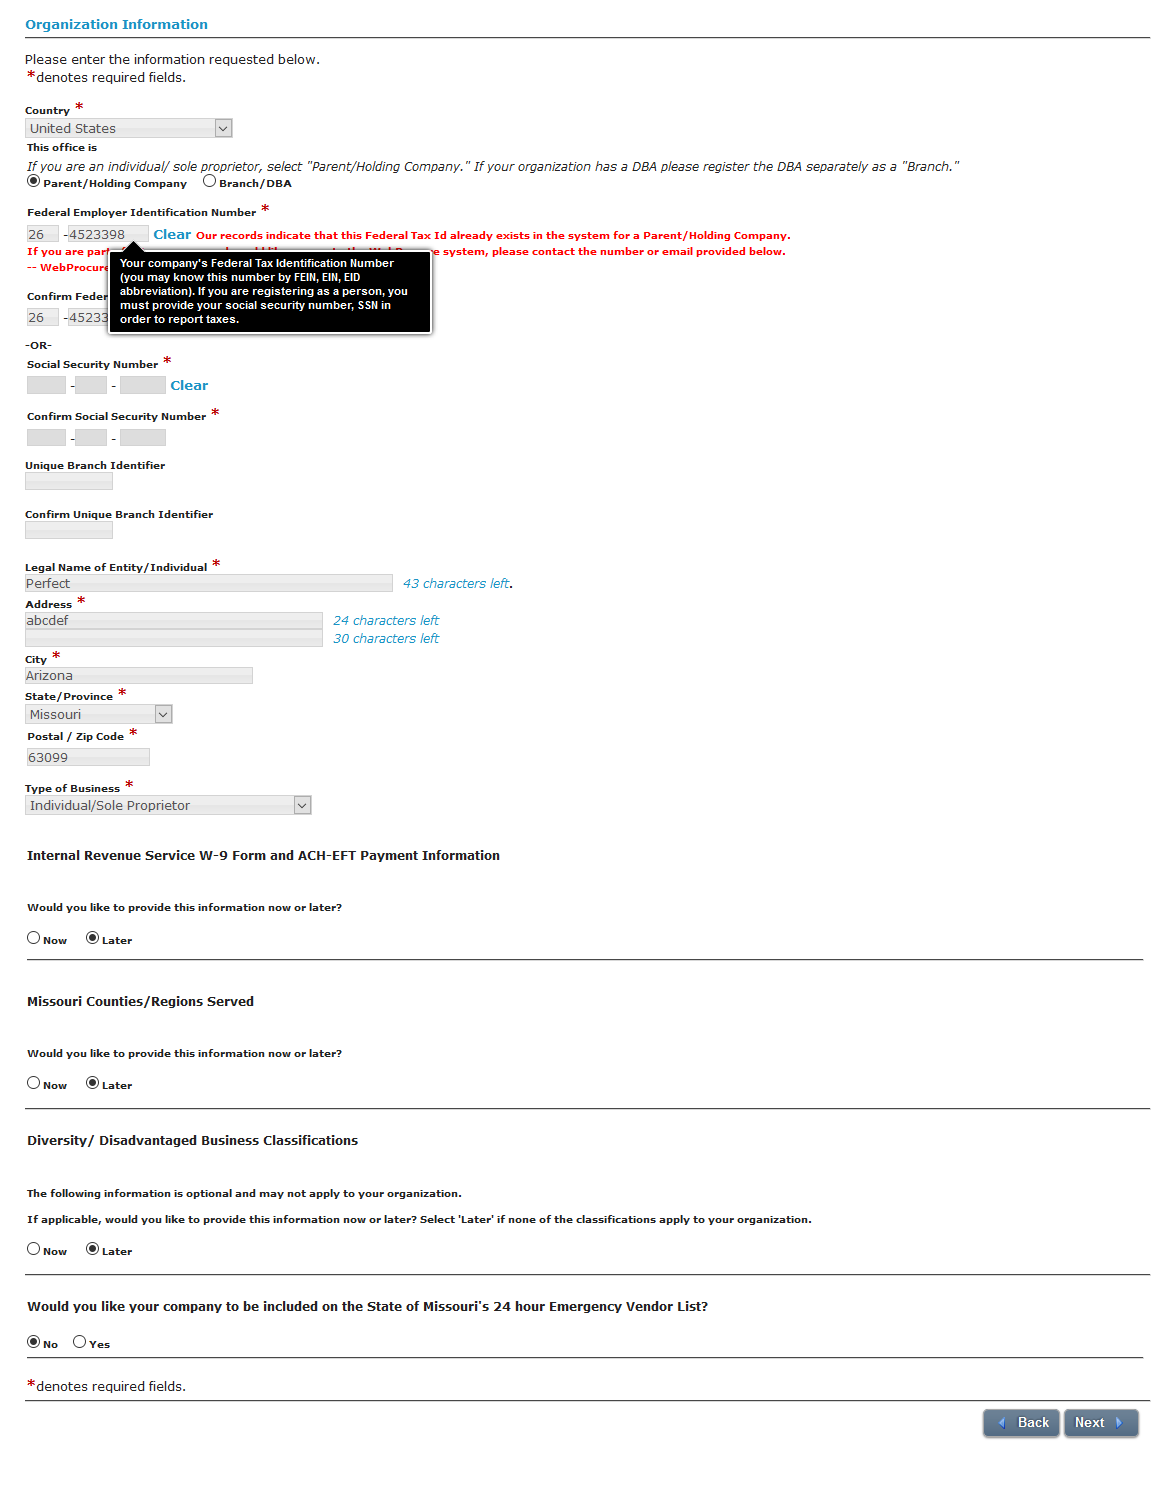 Organization Information
Please enter the information requested below.
*denotes required fields.
Country *
United States
This office is
If you are an individual/ sole proprietor, select "Parent/Holding Company." If your organization has a DBA please register the DBA separately as a "Branch."
Parent/Holding Company Branch/DBA
Federal Employer Identification Number *
26 -4523398 Clear Our records indicate that this Federal Tax Id already exists in the system for a Parent/Holding Company.
If you are part system, please contact the number or email provided below.
-- WebProcure
Your company's Federal Tax Identification Number
(you may know this number by FEIN, EIN, EID
abbreviation). If you are registering as a person, you
must provide your social security number, SSN in
order to report taxes.
Confirm Feder
26 -4523
-OR-
Social Security Number *
- - Clear
Confirm Social Security Number *
- -
Unique Branch Identifier
Confirm Unique Branch Identifier
Legal Name of Entity/Individual *
Perfect 43 characters left.
Address *
abcdef 24 characters left
30 characters left
City *
Arizona
State/Province *
Missouri
Postal / Zip Code *
63099
Type of Business *
Individual/Sole Proprietor
Internal Revenue Service W-9 Form and ACH-EFT Payment Information
Would you like to provide this information now or later?
Now Later
Missouri Counties/Regions Served
Would you like to provide this information now or later?
Now Later
Diversity/ Disadvantaged Business Classifications
The following information is optional and may not apply to your organization.
If applicable, would you like to provide this information now or later? Select 'Later' if none of the classifications apply to your organization.
Now Later
Would you like your company to be included on the State of Missouri's 24 hour Emergency Vendor List?
No Yes
*denotes required fields.
Back Next